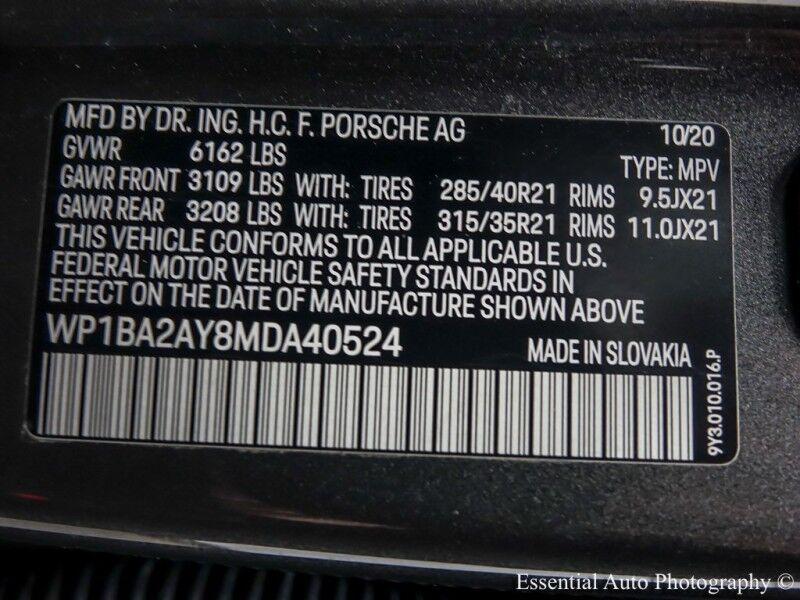 MFD BY DR. ING. H.C. F. PORSCHE AG 10/20
GVWR 6162 LBS TYPE: MPV
GAWR FRONT 3109 LBS WITH: TIRES 285/40R21 RIMS 9.5JX21
GAWR REAR 3208 LBS WITH: TIRES 315/35R21 RIMS 11.0JX21
THIS VEHICLE CONFORMS TO ALL APPLICABLE U.S.
FEDERAL MOTOR VEHICLE SAFETY STANDARDS IN
EFFECT ON THE DATE OF MANUFACTURE SHOWN ABOVE
WP1BA2AY8MDA40524 MADE IN SLOVAKIA
9Y3.010.016.P
Essential Auto Photography ©